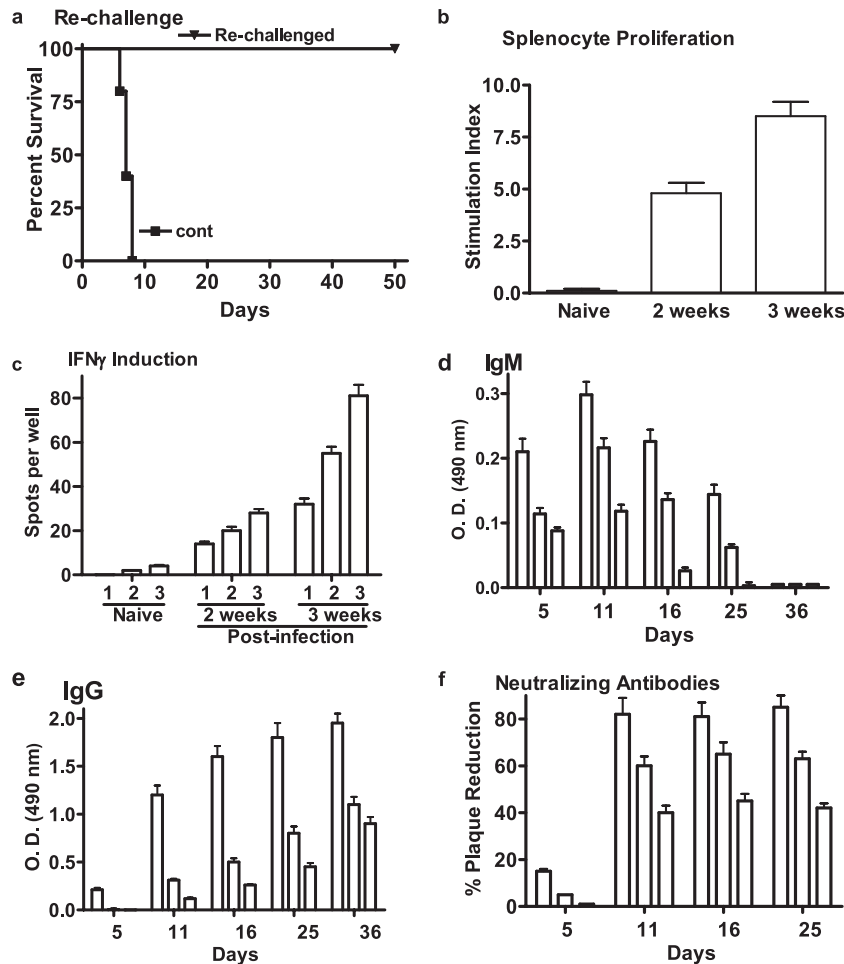 a Re-challenge
Re-challenged
100
75
50
25
0
Percent Survival
cont
0 10 20 30 40 50
Days
b
Splenocyte Proliferation
10.0
7.5
5.0
2.5
0.0
Stimulation Index
Naive 2 weeks 3 weeks
c IFNγ Induction
80
60
40
20
0
Spots per well
1 2 3 1 2 3 1 2 3
Naive 2 weeks 3 weeks
Post-infection
d IgM
0.3
0.2
0.1
0.0
O. D. (490 nm)
5 11 16 25 36
Days
e IgG
2.0
1.5
1.0
0.5
0.0
O. D. (490 nm)
5 11 16 25 36
Days
f Neutralizing Antibodies
80
60
40
20
0
% Plaque Reduction
5 11 16 25
Days